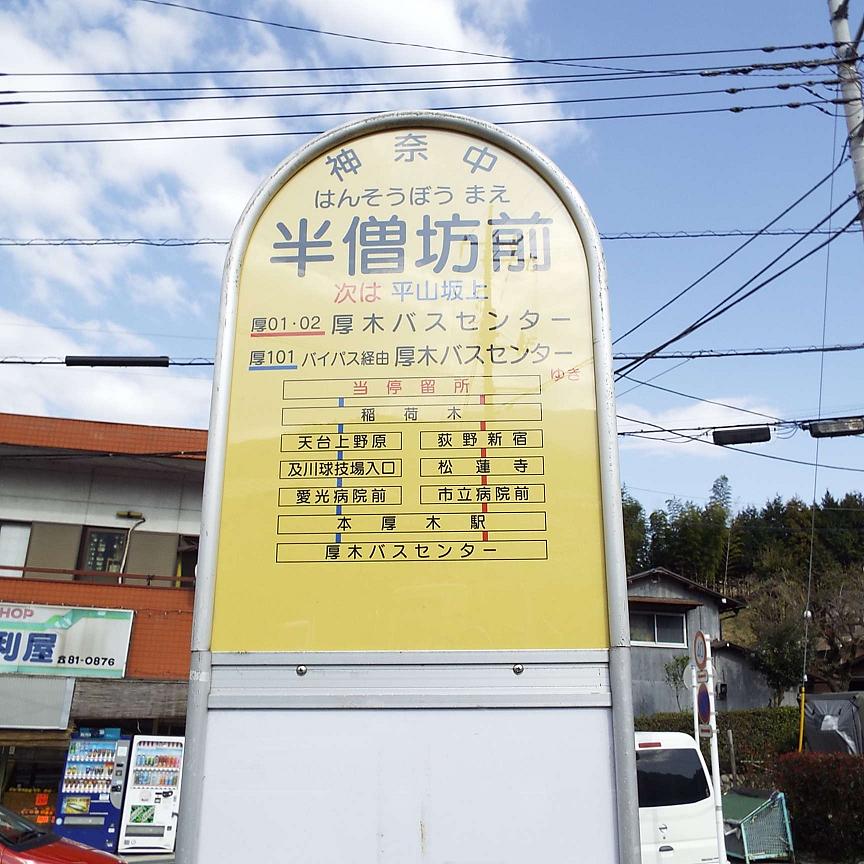 神奈中
はんそうぼう まえ
半僧坊前
次は 平山坂上
厚01・02 厚木バスセンター
厚101 バイパス経由 厚木バスセンター
ゆき
当停留所
稲荷木
天台上野原 荻野新宿
及川球技場入口 松蓮寺
愛光病院前 市立病院前
本厚木駅
厚木バスセンター
HOP
利屋 ☎81-0876